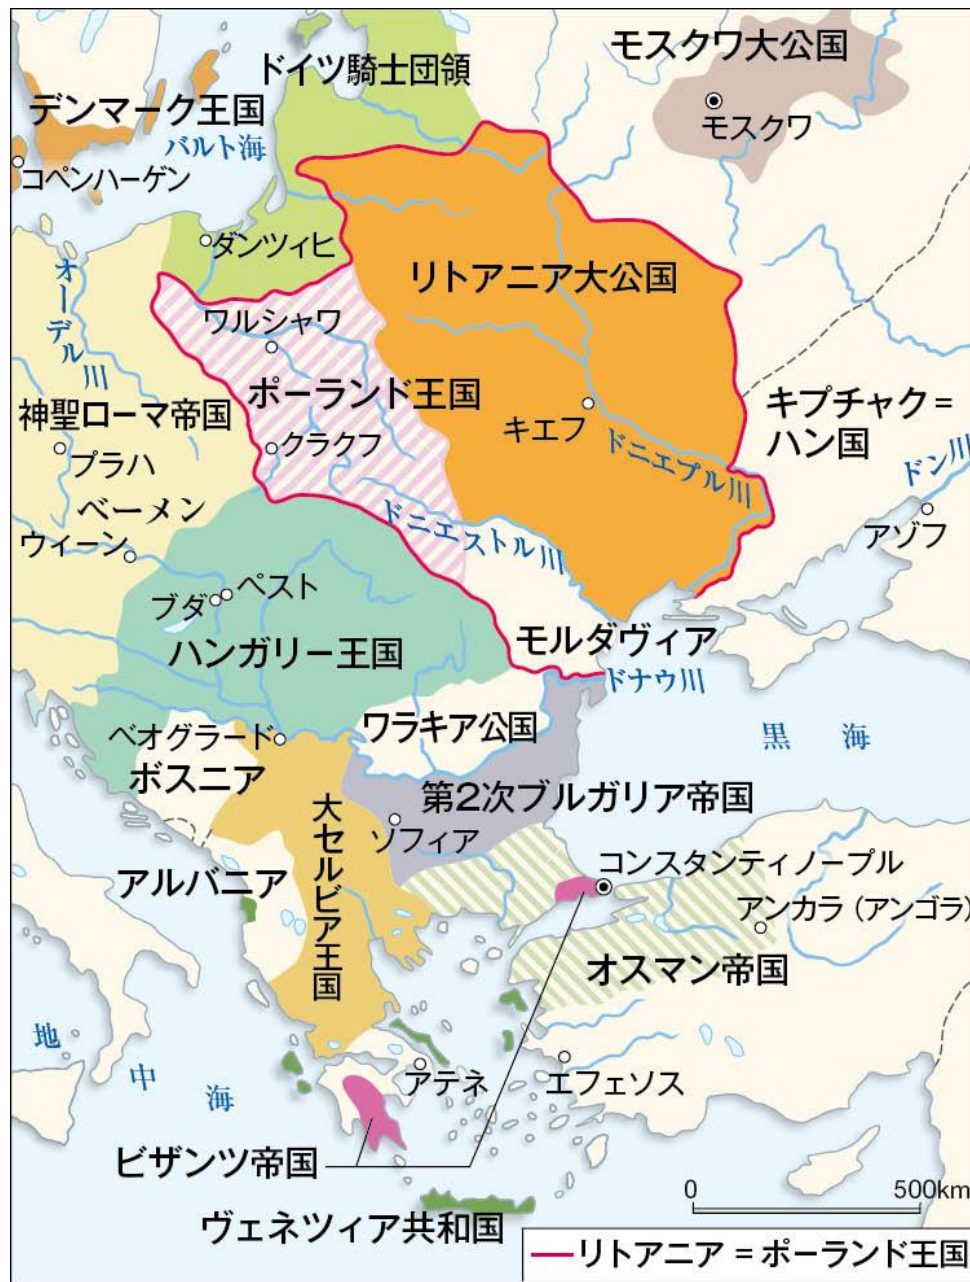 ドイツ騎士団領
モスクワ大公国
モスクワ
デンマーク王国
バルト海
コペンハーゲン
ダンツィヒ
オーデル川
リトアニア大公国
ワルシャワ
ポーランド王国
キエフ
キプチャク=
ハン国
神聖ローマ帝国
プラハ
クラクフ
ドニエプル川
ドン川
アゾフ
ベーメン
ウィーン
ドニエストル川
ブダ
ペスト
ハンガリー王国
モルダヴィア
ドナウ川
ワラキア公国
黒海
ベオグラード
ボスニア
第2次ブルガリア帝国
ソフィア
大セルビア王国
アルバニア
コンスタンティノープル
アンカラ(アンゴラ)
オスマン帝国
地中海
アテネ
エフェソス
ビザンツ帝国
ヴェネツィア共和国
0 500km
リトアニア=ポーランド王国